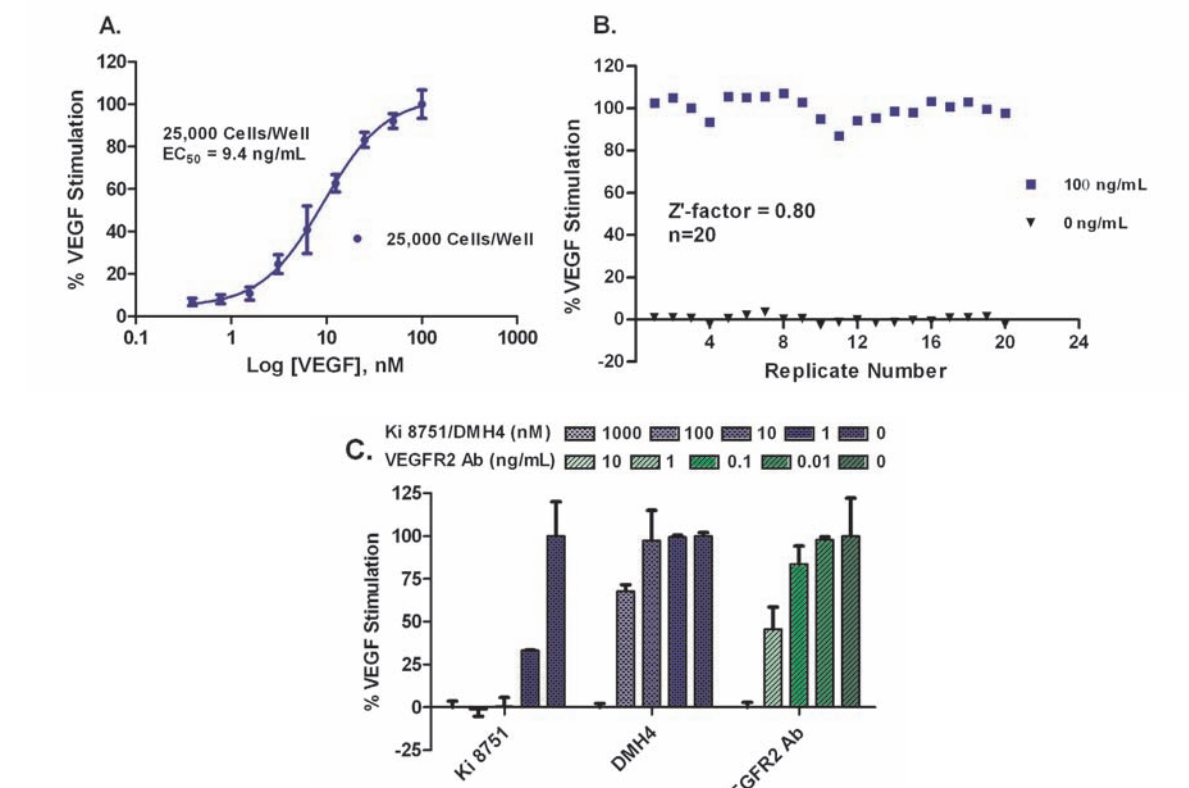 A.
120
100
80
60
40
20
0
% VEGF Stimulation
25,000 Cells/Well
EC50 = 9.4 ng/mL
25,000 Cells/Well
0.1 1 10 100 1000
Log [VEGF], nM
B.
120
100
80
60
40
20
0
-20
% VEGF Stimulation
Z'-factor = 0.80
n=20
100 ng/mL
0 ng/mL
4 8 12 16 20 24
Replicate Number
C.
Ki 8751/DMH4 (nM) 1000 100 10 1 0
VEGFR2 Ab (ng/mL) 10 1 0.1 0.01 0
125
100
75
50
25
0
-25
% VEGF Stimulation
Ki 8751
DMH4
EGFR2 Ab